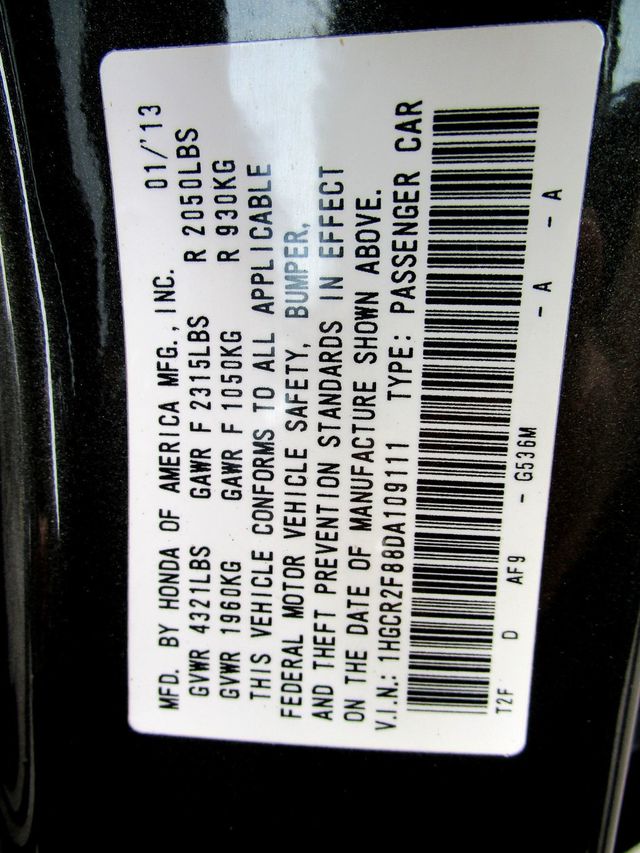 MFD. BY HONDA OF AMERICA MFG., INC. 01/'13
GVWR 4321LBS GAWR F 2315LBS R 2050LBS
GVWR 1960KG GAWR F 1050KG R 930KG
THIS VEHICLE CONFORMS TO ALL APPLICABLE
FEDERAL MOTOR VEHICLE SAFETY, BUMPER,
AND THEFT PREVENTION STANDARDS IN EFFECT
ON THE DATE OF MANUFACTURE SHOWN ABOVE.
V.I.N.: 1HGCR2F88DA109111 TYPE: PASSENGER CAR
T2F D AF9 - G536M - A - A